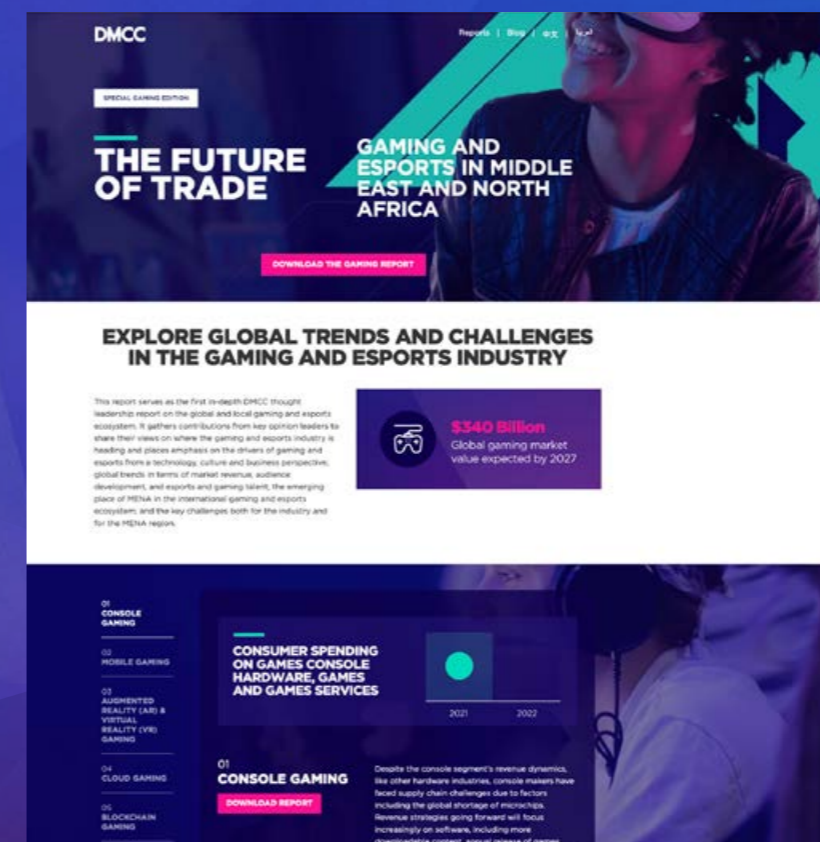 DMCC
Reports | Blog | 中文 | عربية
SPECIAL GAMING EDITION
THE FUTURE
OF TRADE
GAMING AND
ESPORTS IN MIDDLE
EAST AND NORTH
AFRICA
DOWNLOAD THE GAMING REPORT
EXPLORE GLOBAL TRENDS AND CHALLENGES
IN THE GAMING AND ESPORTS INDUSTRY
This report serves as the first in-depth DMCC thought
leadership report on the global and local gaming and esports
ecosystem. It gathers contributions from key opinion leaders to
share their views on where the gaming and esports industry is
heading and places emphasis on the drivers of gaming and
esports from a technology, culture and business perspective;
global trends in terms of market revenue, audience
development, and esports and gaming talent; the emerging
place of MENA in the international gaming and esports
ecosystem; and the key challenges both for the industry and
for the MENA region.
$340 Billion
Global gaming market
value expected by 2027
01
CONSOLE
GAMING
02
MOBILE GAMING
03
AUGMENTED
REALITY (AR) &
VIRTUAL
REALITY (VR)
GAMING
04
CLOUD GAMING
05
BLOCKCHAIN
GAMING
CONSUMER SPENDING
ON GAMES CONSOLE
HARDWARE, GAMES
AND GAMES SERVICES
2021 2022
01
CONSOLE GAMING
DOWNLOAD REPORT
Despite the console segment's revenue dynamics,
like other hardware industries, console makers have
faced supply chain challenges due to factors
including the global shortage of microchips.
Revenue strategies going forward will focus
increasingly on software, including more
downloadable content, annual release of games